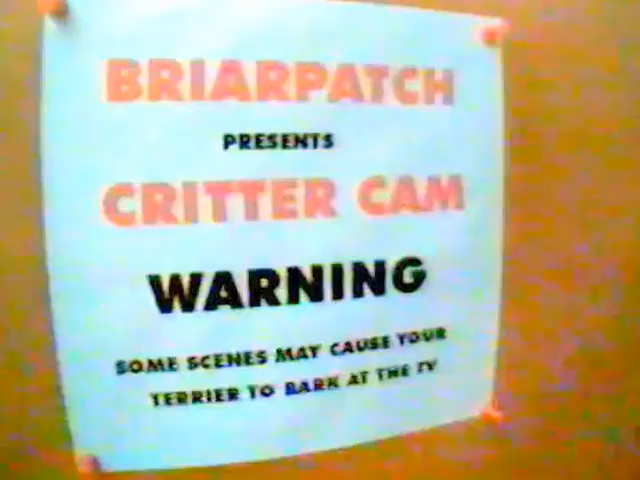 BRIARPATCH
PRESENTS
CRITTER CAM
WARNING
SOME SCENES MAY CAUSE YOUR
TERRIER TO BARK AT THE TV